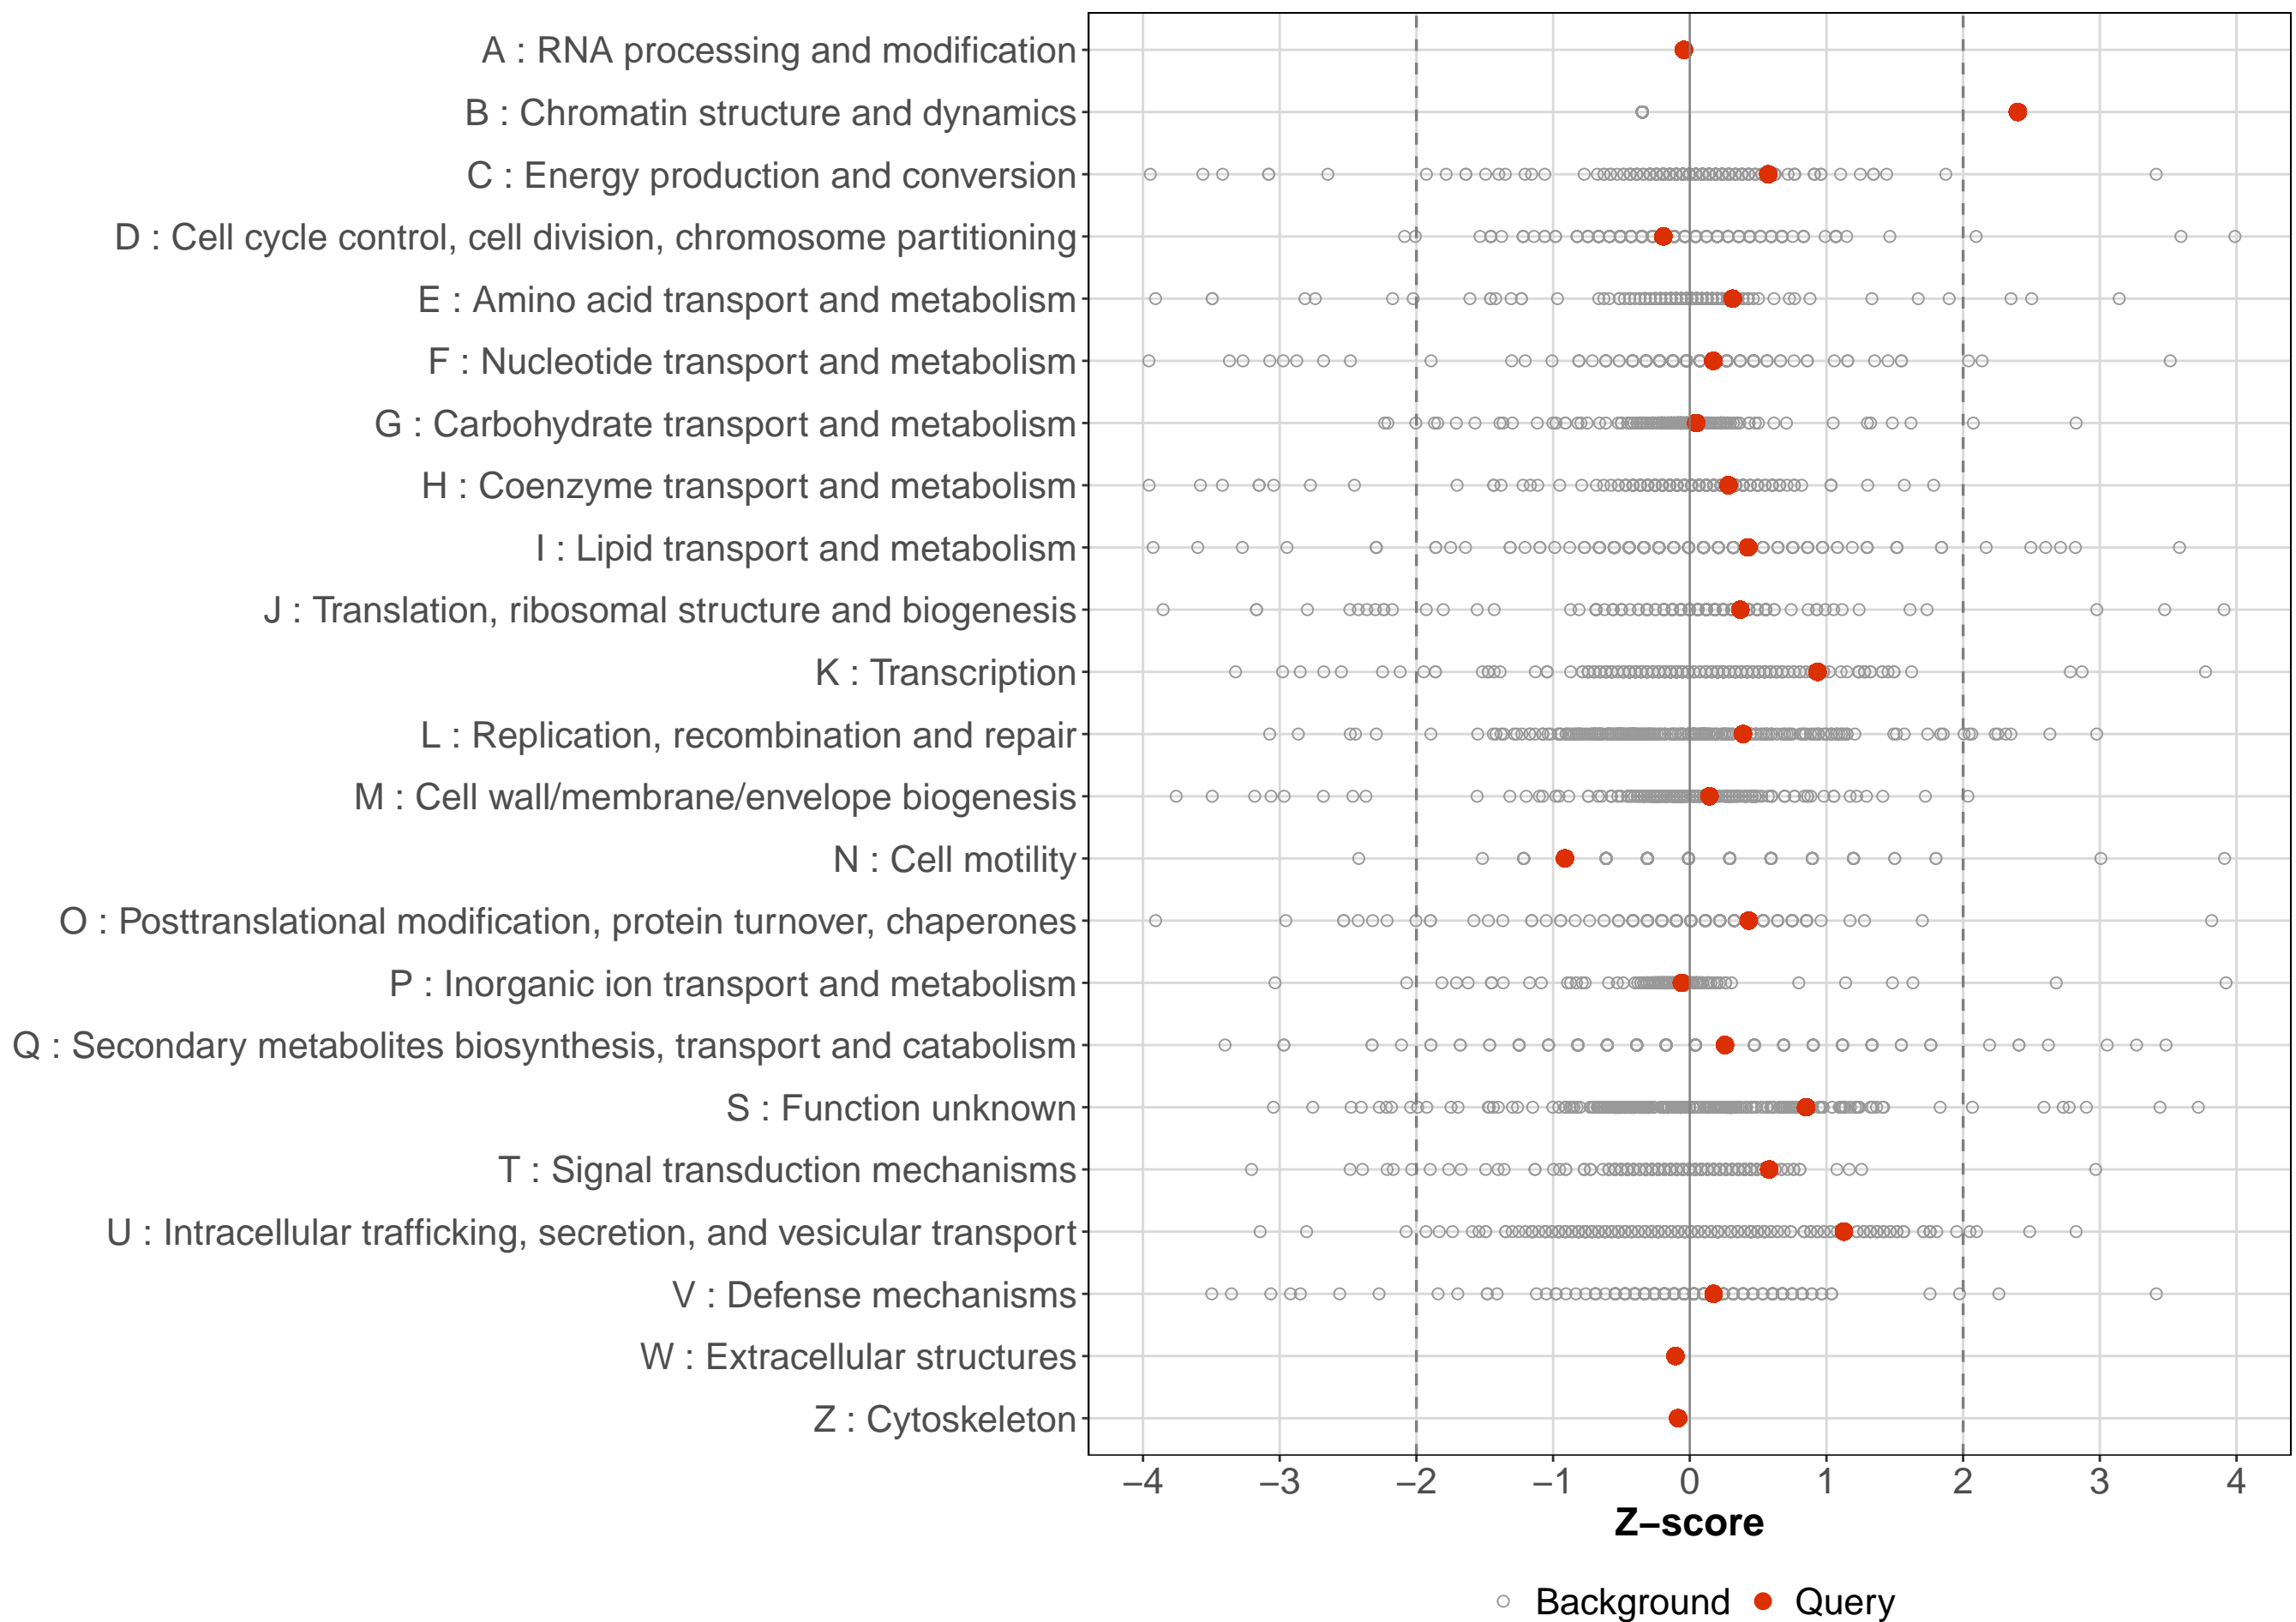 A : RNA processing and modification
B : Chromatin structure and dynamics
C : Energy production and conversion
D : Cell cycle control, cell division, chromosome partitioning
E : Amino acid transport and metabolism
F : Nucleotide transport and metabolism
G : Carbohydrate transport and metabolism
H : Coenzyme transport and metabolism
I : Lipid transport and metabolism
J : Translation, ribosomal structure and biogenesis
K : Transcription
L : Replication, recombination and repair
M : Cell wall/membrane/envelope biogenesis
N : Cell motility
O : Posttranslational modification, protein turnover, chaperones
P : Inorganic ion transport and metabolism
Q : Secondary metabolites biosynthesis, transport and catabolism
S : Function unknown
T : Signal transduction mechanisms
U : Intracellular trafficking, secretion, and vesicular transport
V : Defense mechanisms
W : Extracellular structures
Z : Cytoskeleton
−4 −3 −2 −1 0 1 2 3 4
Z−score
Background Query